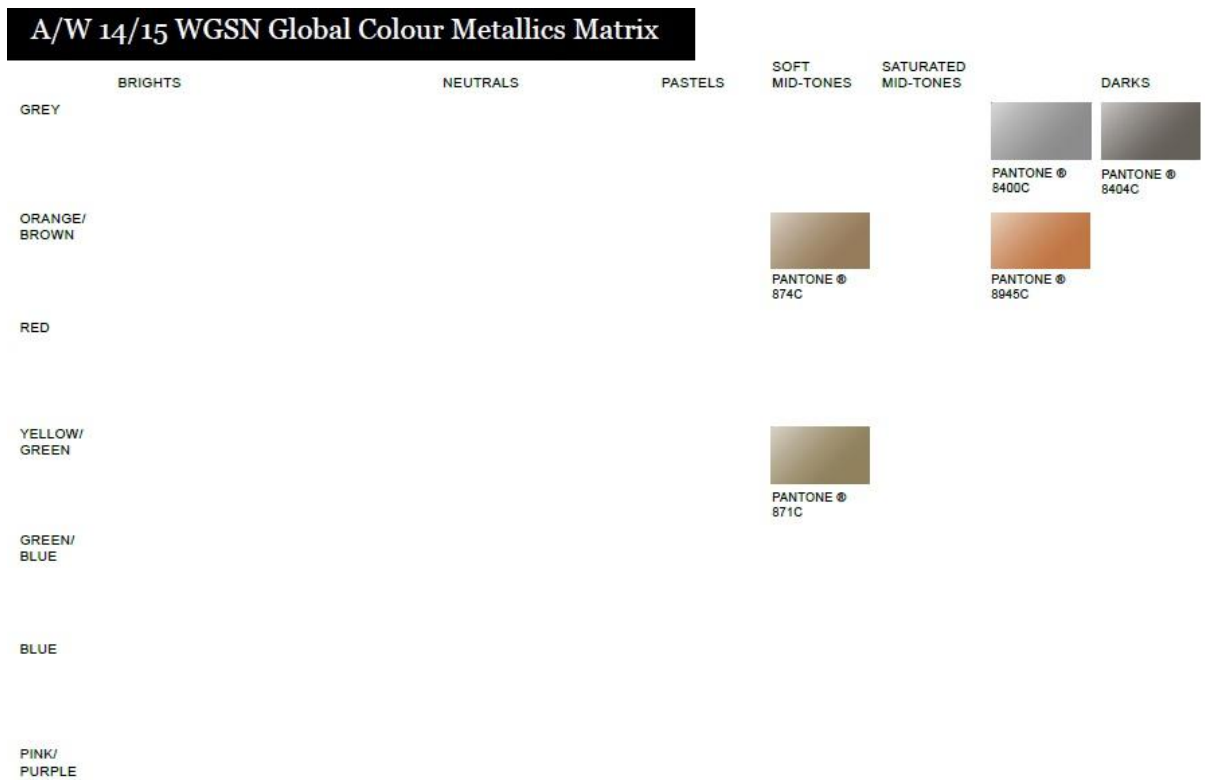 A/W 14/15 WGSN Global Colour Metallics Matrix
BRIGHTS
NEUTRALS
PASTELS
SOFT
MID-TONES
SATURATED
MID-TONES
DARKS
GREY
PANTONE ®
8400C
PANTONE ®
8404C
ORANGE/
BROWN
PANTONE ®
874C
PANTONE ®
8945C
RED
YELLOW/
GREEN
PANTONE ®
871C
GREEN/
BLUE
BLUE
PINK/
PURPLE